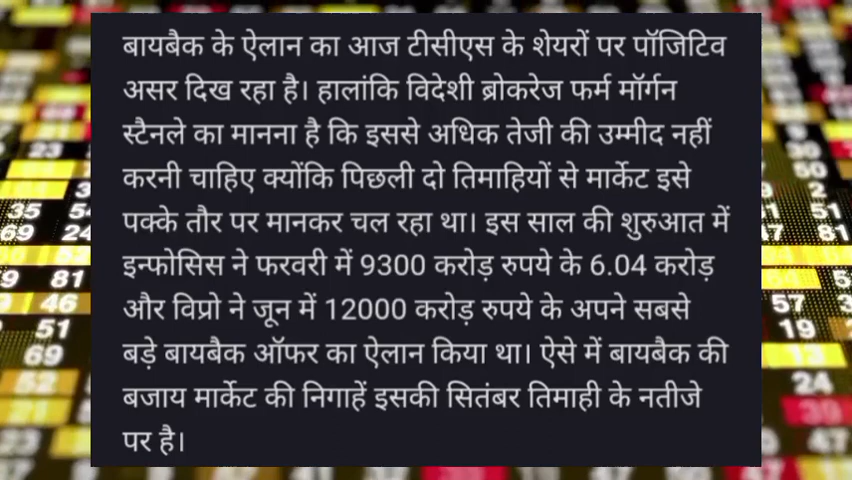 बायबैक के ऐलान का आज टीसीएस के शेयरों पर पॉजिटिव
असर दिख रहा है। हालांकि विदेशी ब्रोकरेज फर्म मॉर्गन
स्टैनले का मानना है कि इससे अधिक तेजी की उम्मीद नहीं
करनी चाहिए क्योंकि पिछली दो तिमाहियों से मार्केट इसे
पक्के तौर पर मानकर चल रहा था। इस साल की शुरुआत में
इन्फोसिस ने फरवरी में 9300 करोड़ रुपये के 6.04 करोड़
और विप्रो ने जून में 12000 करोड़ रुपये के अपने सबसे
बड़े बायबैक ऑफर का ऐलान किया था। ऐसे में बायबैक की
बजाय मार्केट की निगाहें इसकी सितंबर तिमाही के नतीजे
पर है।